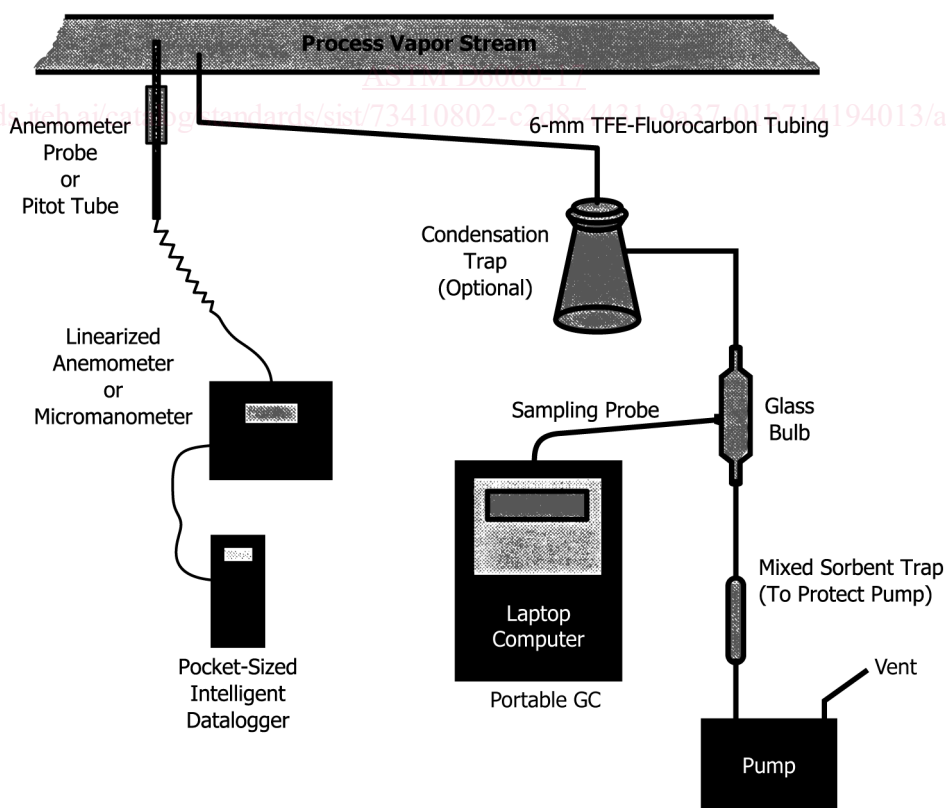 Process Vapor Stream
ASTM D6060-17
6-mm TFE-Fluorocarbon Tubing
Anemometer
Probe
or
Pitot Tube
Condensation
Trap
(Optional)
Linearized
Anemometer
or
Micromanometer
Sampling Probe
Glass
Bulb
Mixed Sorbent Trap
(To Protect Pump)
Laptop
Computer
Pocket-Sized
Intelligent
Datalogger
Portable GC
Vent
Pump